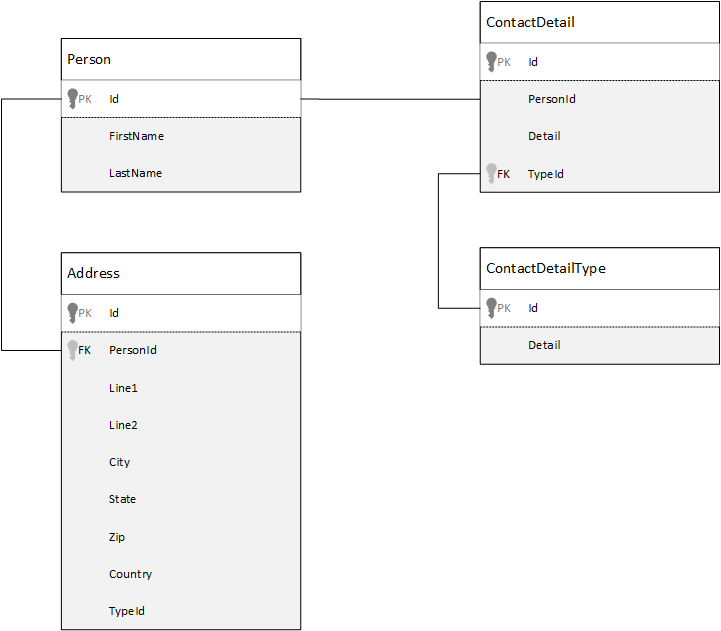 Person
PK Id
FirstName
LastName
ContactDetail
PK Id
PersonId
Detail
FK TypeId
Address
PK Id
FK PersonId
Line1
Line2
City
State
Zip
Country
TypeId
ContactDetailType
PK Id
Detail